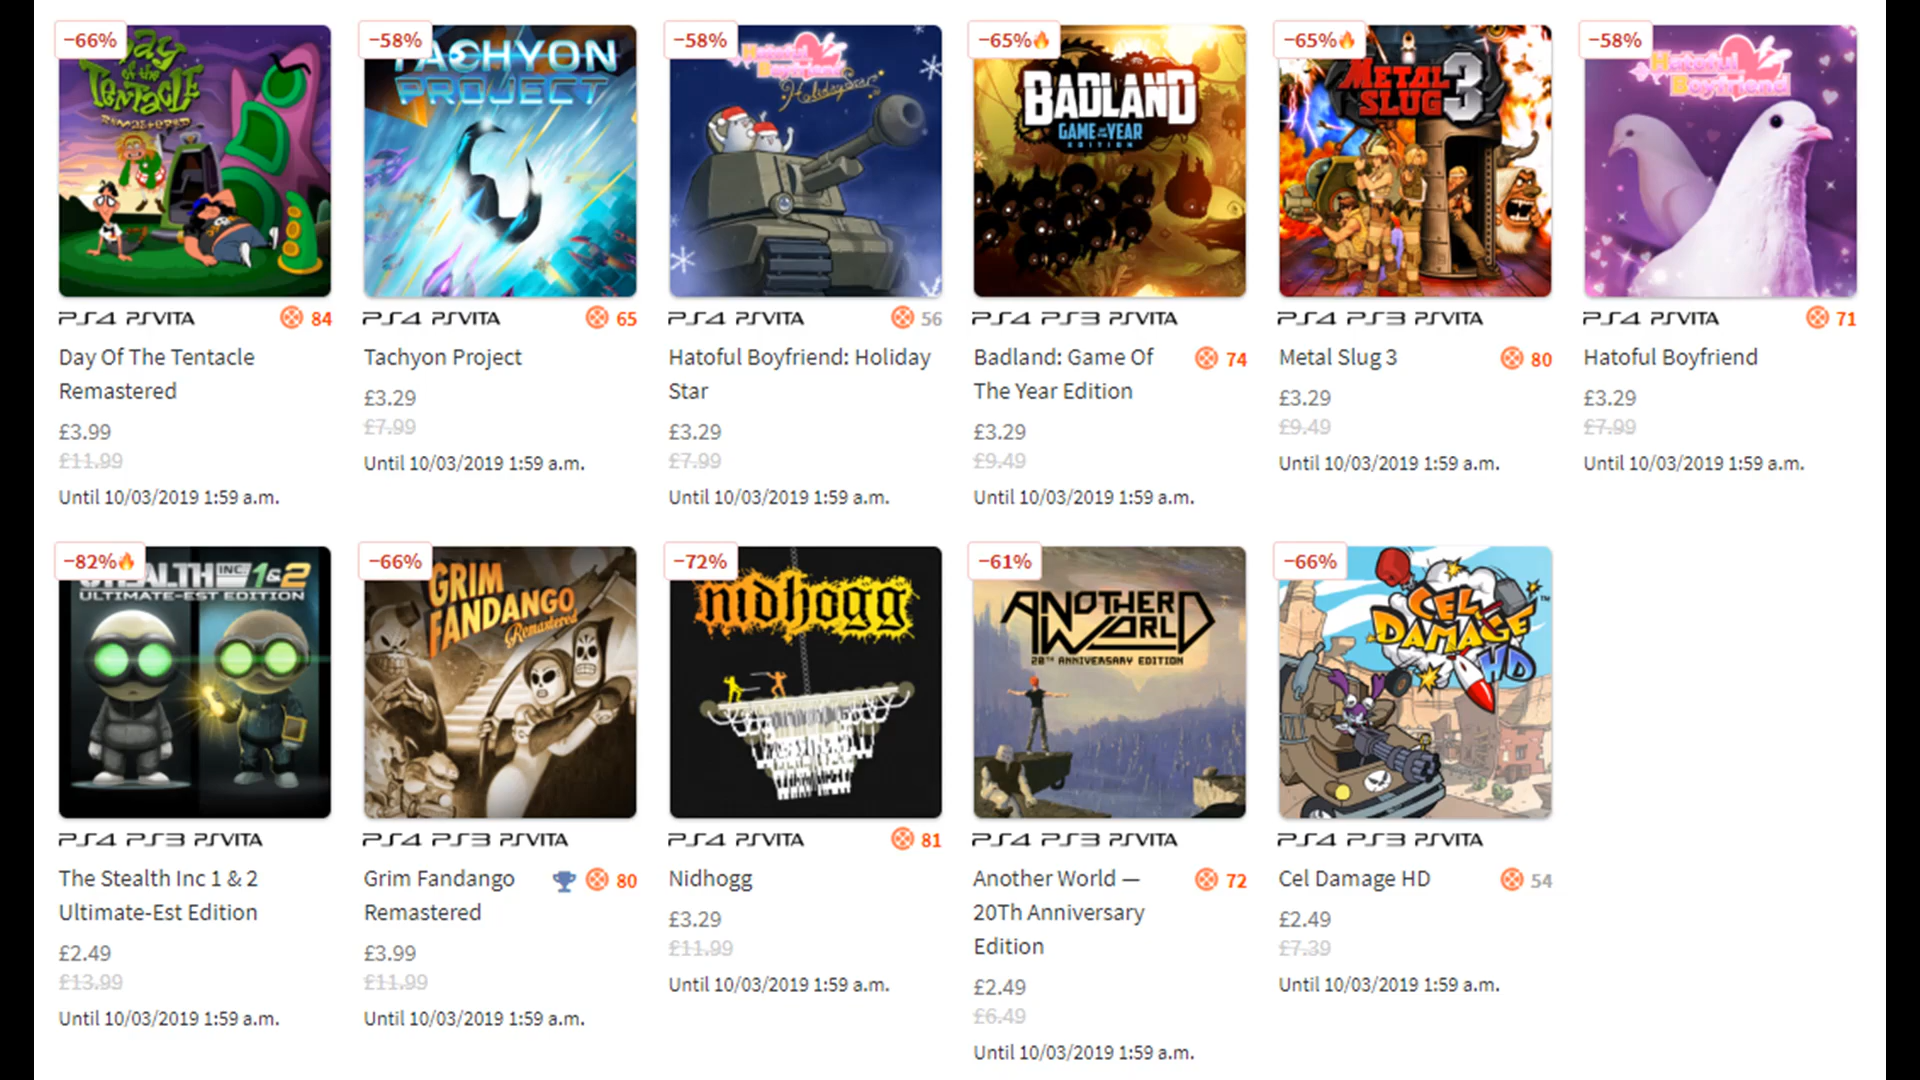 −66%
Day
of the
TENTACLE
REMASTERED
PS4 PSVITA
84
Day Of The Tentacle
Remastered
£3.99
£11.99
Until 10/03/2019 1:59 a.m.
−58%
TACHYON
PROJECT
PS4 PSVITA
65
Tachyon Project
£3.29
£7.99
Until 10/03/2019 1:59 a.m.
−58%
Hatoful
Boyfriend
Holiday Star
PS4 PSVITA
56
Hatoful Boyfriend: Holiday
Star
£3.29
£7.99
Until 10/03/2019 1:59 a.m.
−65%
BADLAND
GAME OF THE YEAR
EDITION
PS4 PS3 PSVITA
Badland: Game Of
The Year Edition
74
£3.29
£9.49
Until 10/03/2019 1:59 a.m.
−65%
METAL
SLUG 3
PS4 PS3 PSVITA
Metal Slug 3
80
£3.29
£9.49
Until 10/03/2019 1:59 a.m.
−58%
Hatoful
Boyfriend
PS4 PSVITA
71
Hatoful Boyfriend
£3.29
£7.99
Until 10/03/2019 1:59 a.m.
−82%
STEALTH INC. 1&2
ULTIMATE-EST EDITION
PS4 PS3 PSVITA
The Stealth Inc 1 & 2
Ultimate-Est Edition
£2.49
£13.99
Until 10/03/2019 1:59 a.m.
−66%
GRIM
FANDANGO
Remastered
PS4 PS3 PSVITA
Grim Fandango
Remastered
80
£3.99
£11.99
Until 10/03/2019 1:59 a.m.
−72%
nidhogg
PS4 PSVITA
81
Nidhogg
£3.29
£11.99
Until 10/03/2019 1:59 a.m.
−61%
ANOTHER
WORLD
20TH ANNIVERSARY EDITION
PS4 PS3 PSVITA
Another World —
20Th Anniversary
Edition
72
£2.49
£6.49
Until 10/03/2019 1:59 a.m.
−66%
CEL
DAMAGE
HD
TM
PS4 PS3 PSVITA
Cel Damage HD
54
£2.49
£7.39
Until 10/03/2019 1:59 a.m.